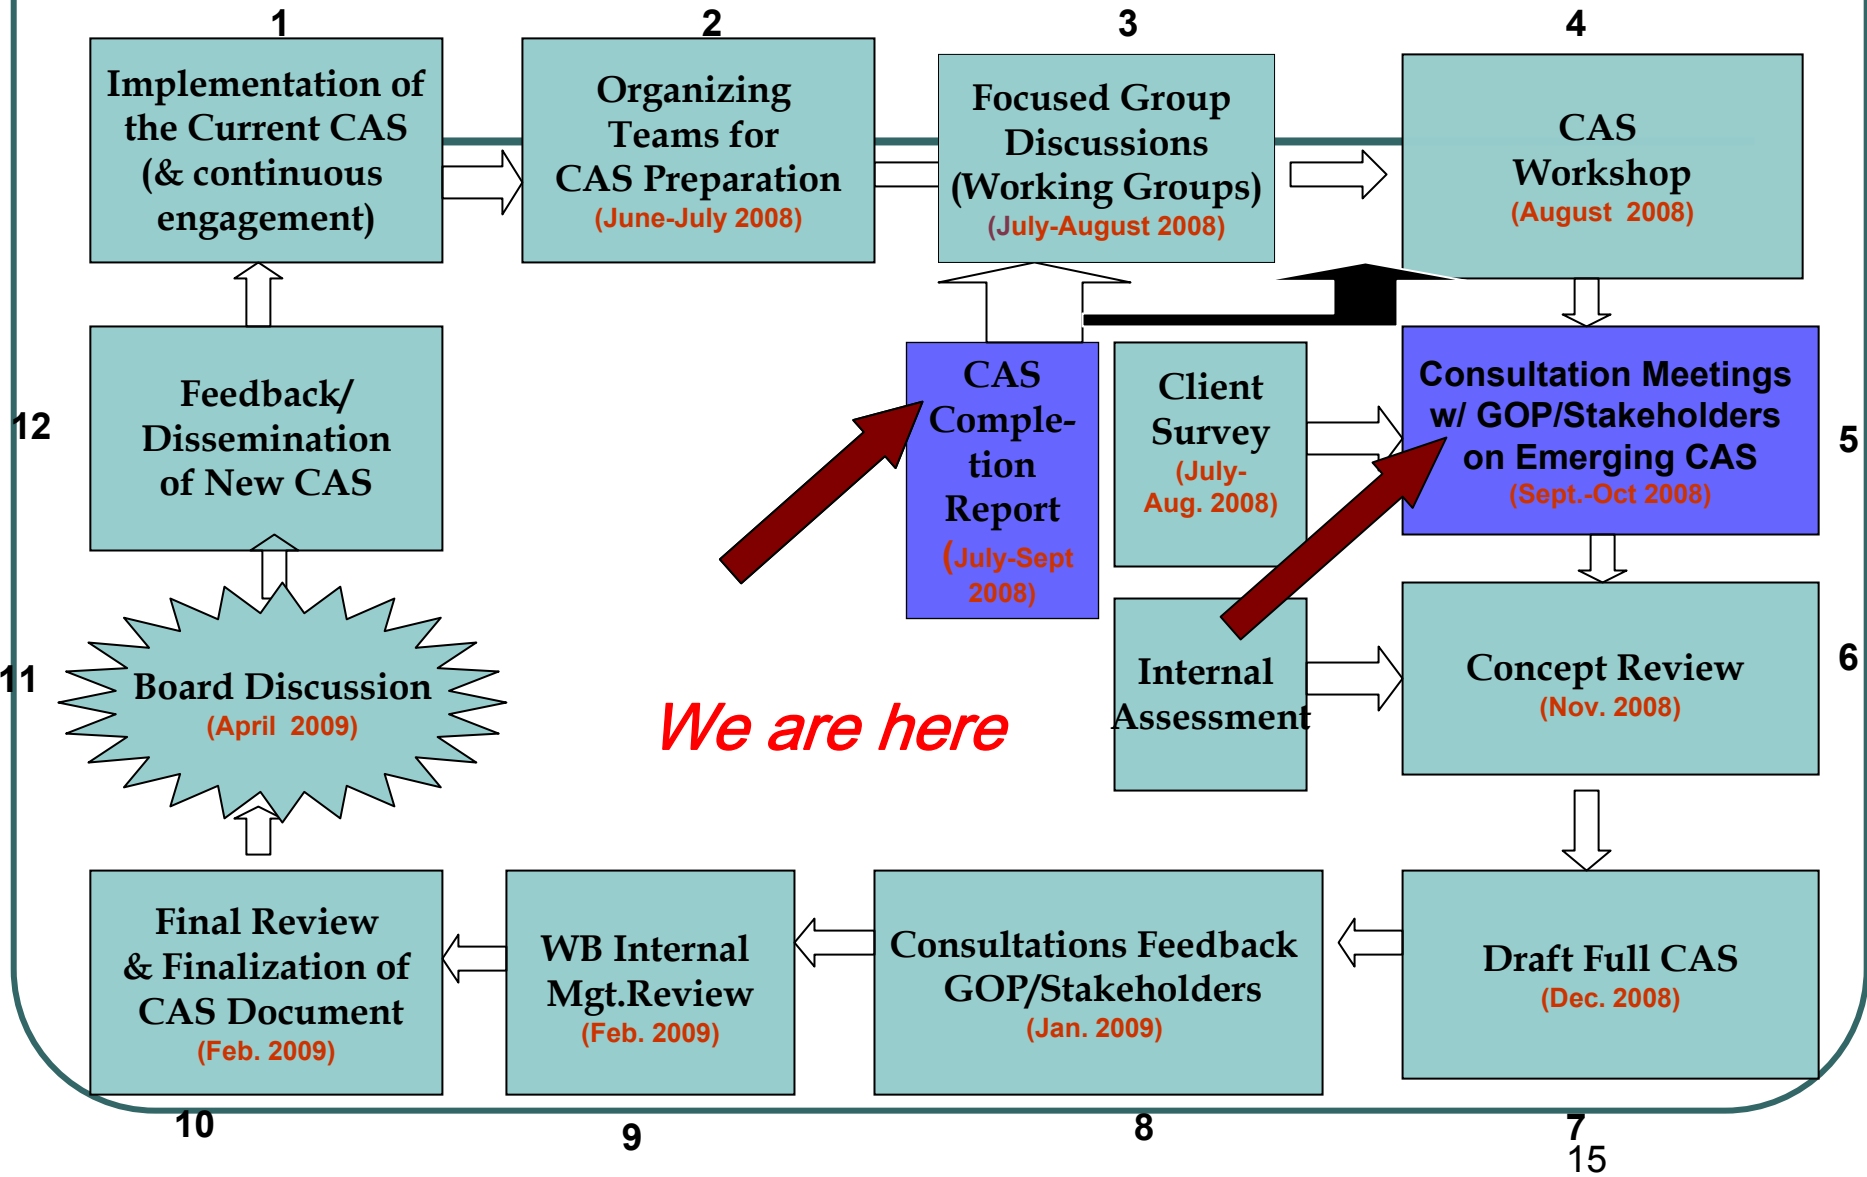 1
Implementation of
the Current CAS
(& continuous
engagement)
2
Organizing
Teams for
CAS Preparation
(June-July 2008)
3
Focused Group
Discussions
(Working Groups)
(July-August 2008)
4
CAS
Workshop
(August 2008)
CAS
Comple-
tion
Report
(July-Sept
2008)
Client
Survey
(July-
Aug. 2008)
Consultation Meetings
w/ GOP/Stakeholders
on Emerging CAS
(Sept.-Oct 2008)
5
Internal
Assessment
Concept Review
(Nov. 2008)
6
We are here
12
Feedback/
Dissemination
of New CAS
11
Board Discussion
(April 2009)
Final Review
& Finalization of
CAS Document
(Feb. 2009)
10
WB Internal
Mgt.Review
(Feb. 2009)
9
Consultations Feedback
GOP/Stakeholders
(Jan. 2009)
8
Draft Full CAS
(Dec. 2008)
7
15